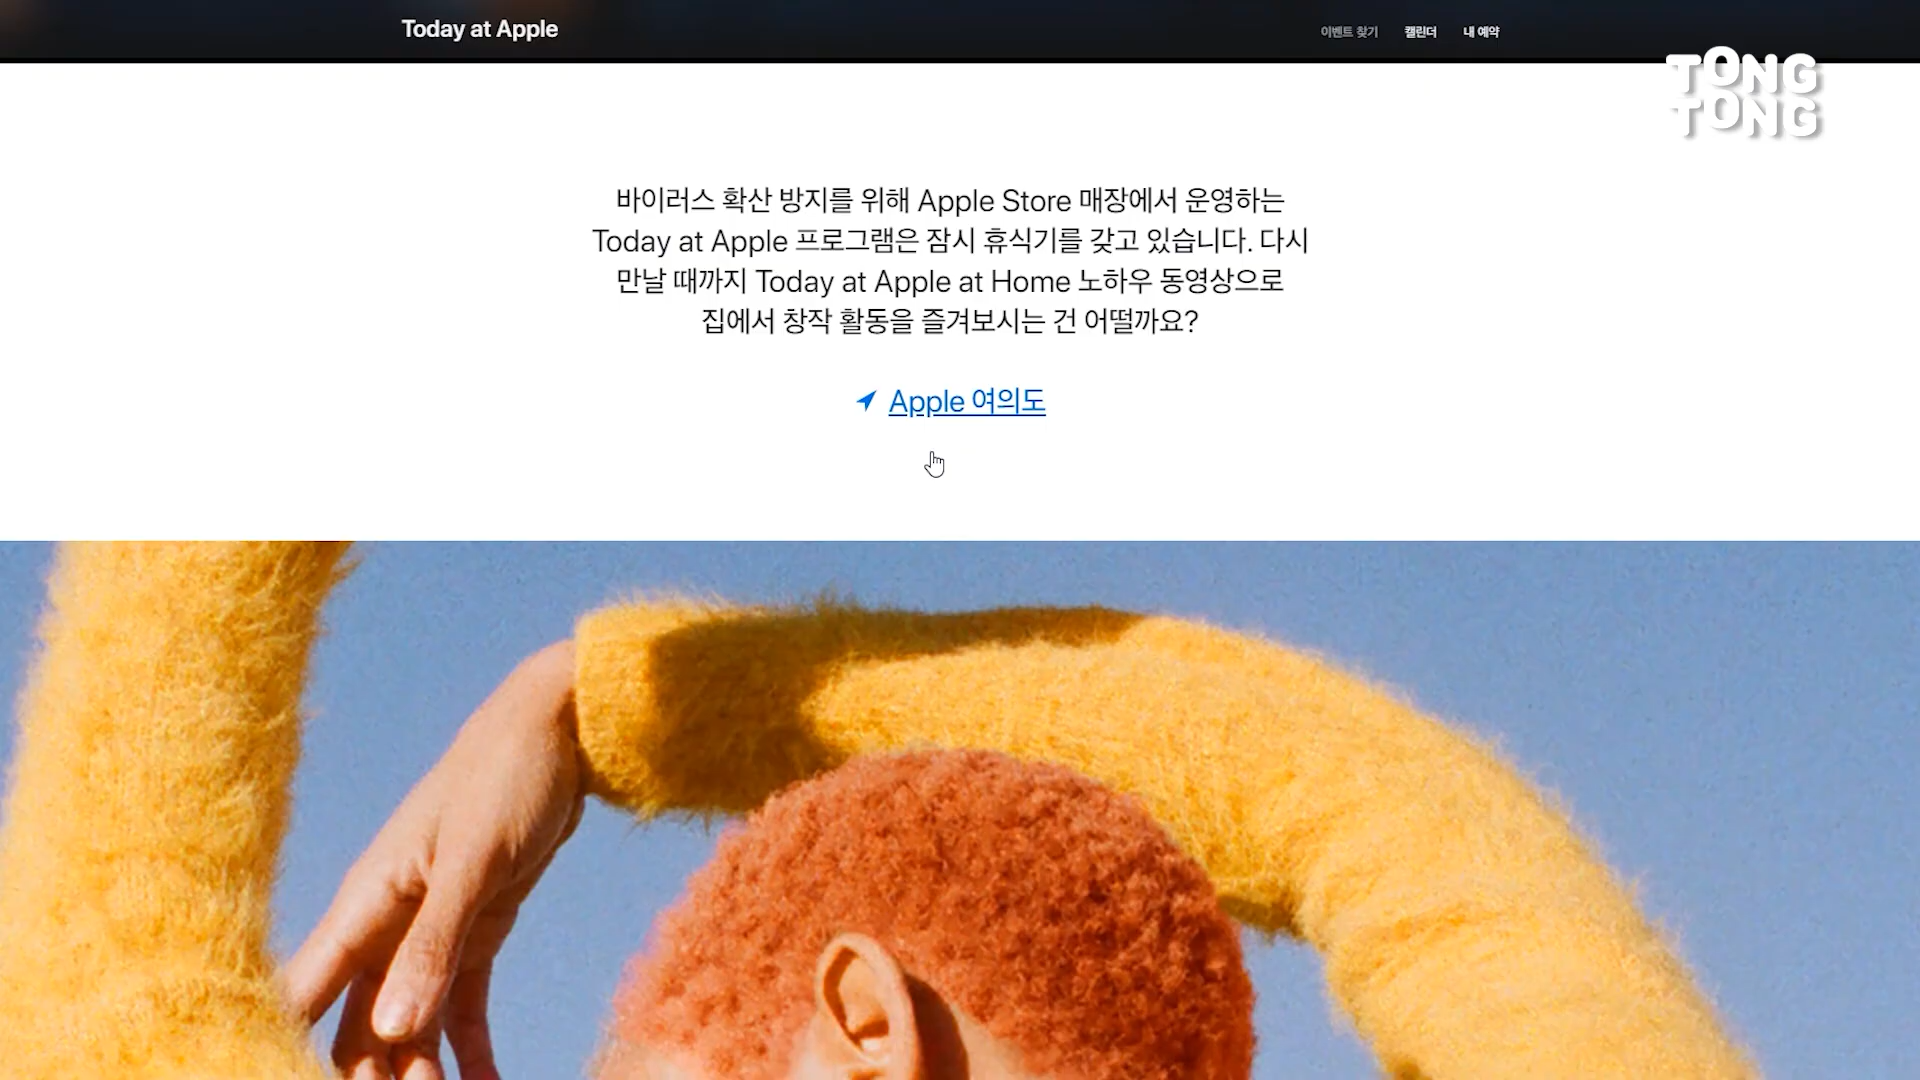 Today at Apple
이벤트 찾기 캘린더 내 예약
TONG
TONG
바이러스 확산 방지를 위해 Apple Store 매장에서 운영하는
Today at Apple 프로그램은 잠시 휴식기를 갖고 있습니다. 다시
만날 때까지 Today at Apple at Home 노하우 동영상으로
집에서 창작 활동을 즐겨보시는 건 어떨까요?
Apple 여의도